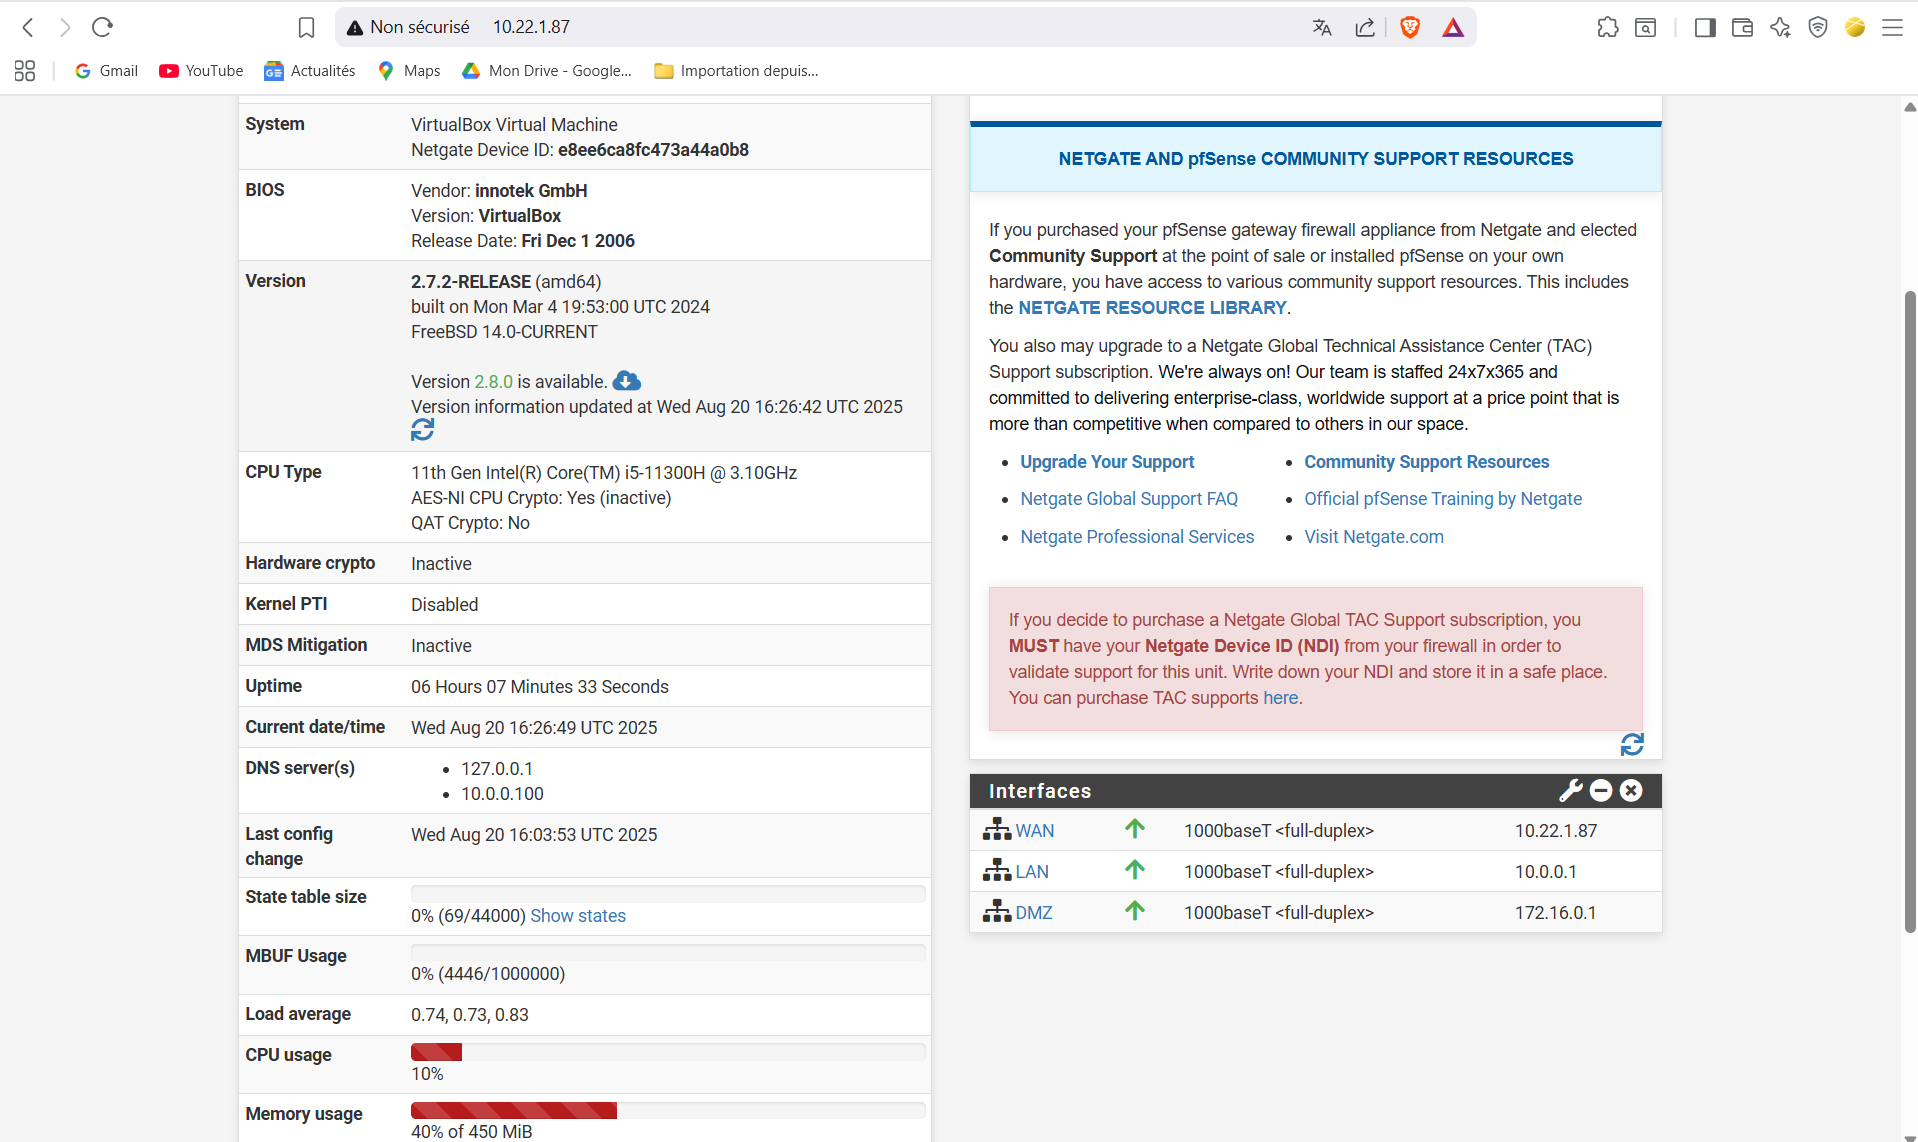 Non sécurisé 10.22.1.87
Gmail YouTube Actualités Maps Mon Drive - Google... Importation depuis...
System
VirtualBox Virtual Machine
Netgate Device ID: e8ee6ca8fc473a44a0b8
BIOS
Vendor: innotek GmbH
Version: VirtualBox
Release Date: Fri Dec 1 2006
Version
2.7.2-RELEASE (amd64)
built on Mon Mar 4 19:53:00 UTC 2024
FreeBSD 14.0-CURRENT
Version 2.8.0 is available.
Version information updated at Wed Aug 20 16:26:42 UTC 2025
CPU Type
11th Gen Intel(R) Core(TM) i5-11300H @ 3.10GHz
AES-NI CPU Crypto: Yes (inactive)
QAT Crypto: No
Hardware crypto Inactive
Kernel PTI Disabled
MDS Mitigation Inactive
Uptime 06 Hours 07 Minutes 33 Seconds
Current date/time Wed Aug 20 16:26:49 UTC 2025
DNS server(s)
127.0.0.1
10.0.0.100
Last config change
Wed Aug 20 16:03:53 UTC 2025
State table size
0% (69/44000) Show states
MBUF Usage
0% (4446/1000000)
Load average 0.74, 0.73, 0.83
CPU usage
10%
Memory usage
40% of 450 MiB
NETGATE AND pfSense COMMUNITY SUPPORT RESOURCES
If you purchased your pfSense gateway firewall appliance from Netgate and elected
Community Support at the point of sale or installed pfSense on your own
hardware, you have access to various community support resources. This includes
the NETGATE RESOURCE LIBRARY.
You also may upgrade to a Netgate Global Technical Assistance Center (TAC)
Support subscription. We're always on! Our team is staffed 24x7x365 and
committed to delivering enterprise-class, worldwide support at a price point that is
more than competitive when compared to others in our space.
Upgrade Your Support Community Support Resources
Netgate Global Support FAQ Official pfSense Training by Netgate
Netgate Professional Services Visit Netgate.com
If you decide to purchase a Netgate Global TAC Support subscription, you
MUST have your Netgate Device ID (NDI) from your firewall in order to
validate support for this unit. Write down your NDI and store it in a safe place.
You can purchase TAC supports here.
Interfaces
WAN 1000baseT <full-duplex> 10.22.1.87
LAN 1000baseT <full-duplex> 10.0.0.1
DMZ 1000baseT <full-duplex> 172.16.0.1